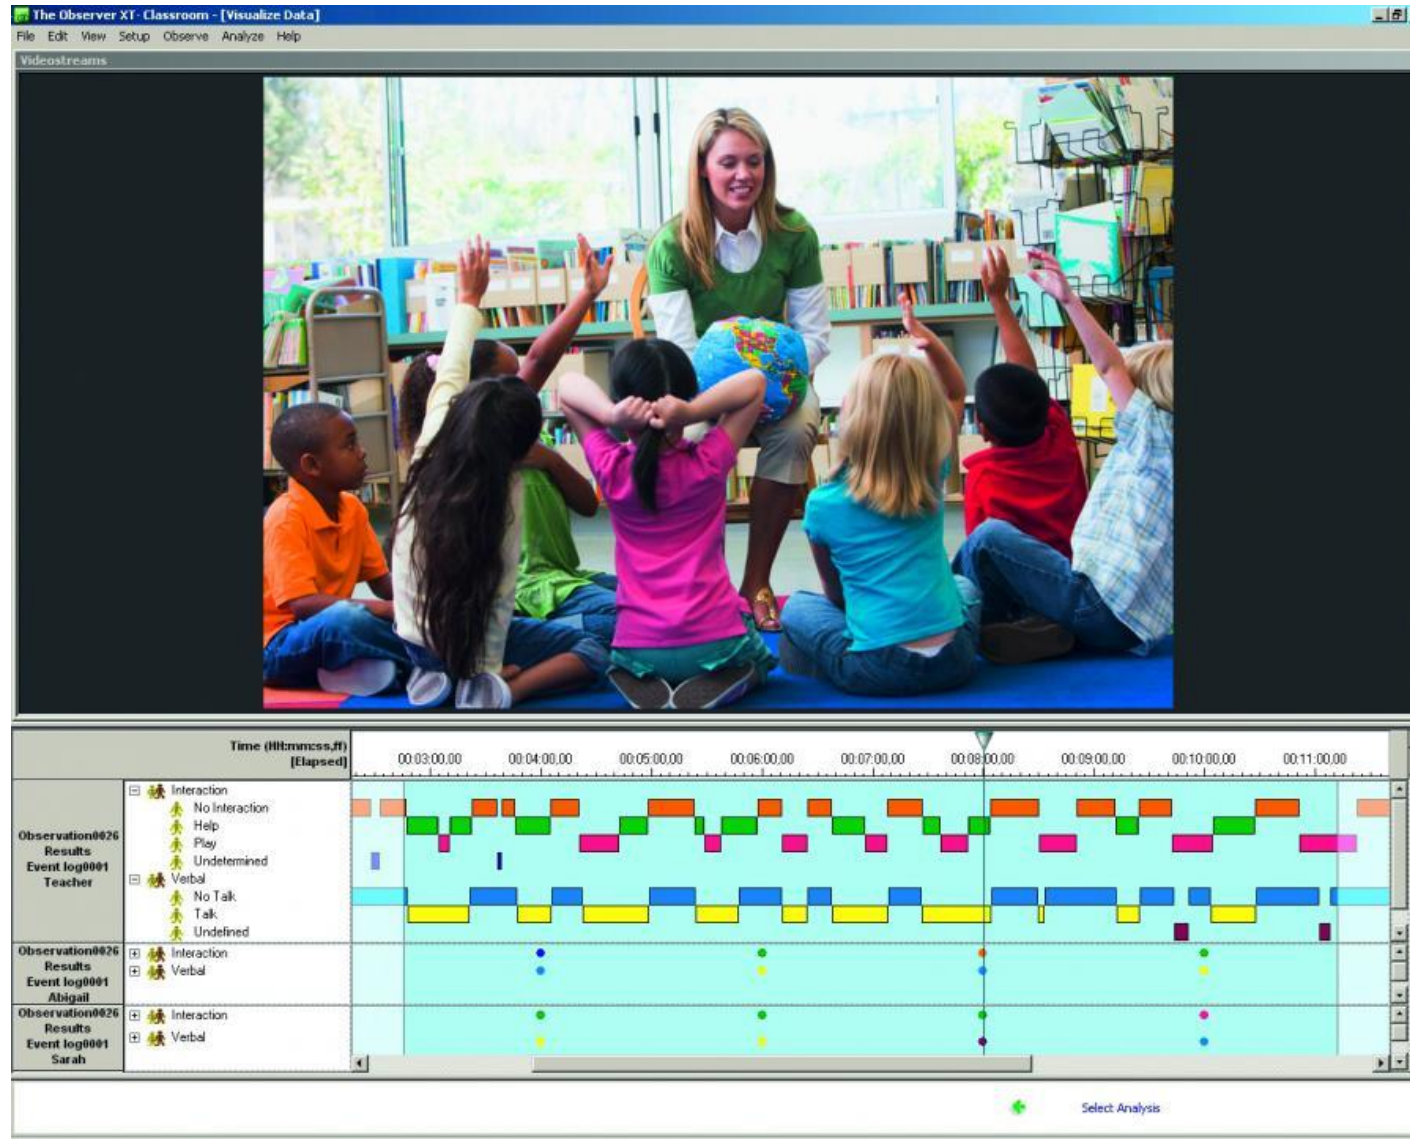 The Observer XT- Classroom - [Visualize Data]
File Edit View Setup Observe Analyze Help
Videostreams
Time (HH:mm:ss,ff)
[Elapsed]
00:03:00,00 00:04:00,00 00:05:00,00 00:06:00,00 00:07:00,00 00:08:00,00 00:09:00,00 00:10:00,00 00:11:00,00
Observation0026
Results
Event log0001
Teacher
Interaction
No Interaction
Help
Play
Undetermined
Verbal
No Talk
Talk
Undefined
Observation0026
Results
Event log0001
Abigail
Interaction
Verbal
Observation0026
Results
Event log0001
Sarah
Interaction
Verbal
Select Analysis